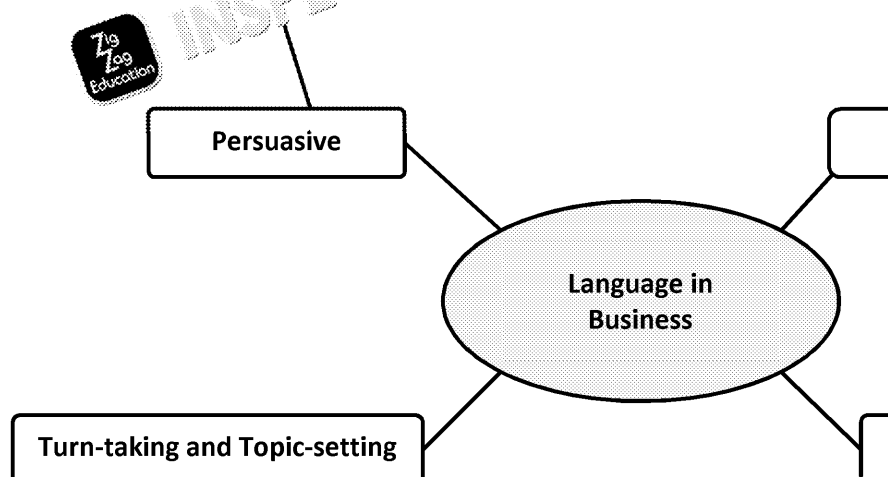 Zig
Zag
Education
Persuasive
Language in
Business
Turn-taking and Topic-setting